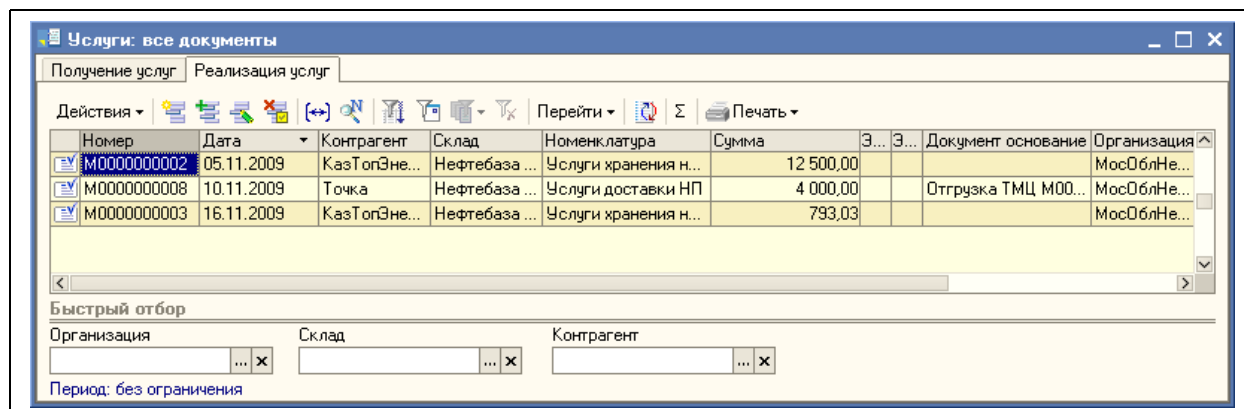 Услуги: все документы
Получение услуг Реализация услуг
Действия Перейти Σ Печать
Номер Дата Контрагент Склад Номенклатура Сумма Э... Э... Документ основание Организация
М0000000002 05.11.2009 КазТопЭне... Нефтебаза ... Услуги хранения н... 12 500,00 МосОблНе...
М0000000008 10.11.2009 Точка Нефтебаза ... Услуги доставки НП 4 000,00 Отгрузка ТМЦ М00... МосОблНе...
М0000000003 16.11.2009 КазТопЭне... Нефтебаза ... Услуги хранения н... 793,03 МосОблНе...
Быстрый отбор
Организация Склад Контрагент
... x ... x ... x
Период: без ограничения